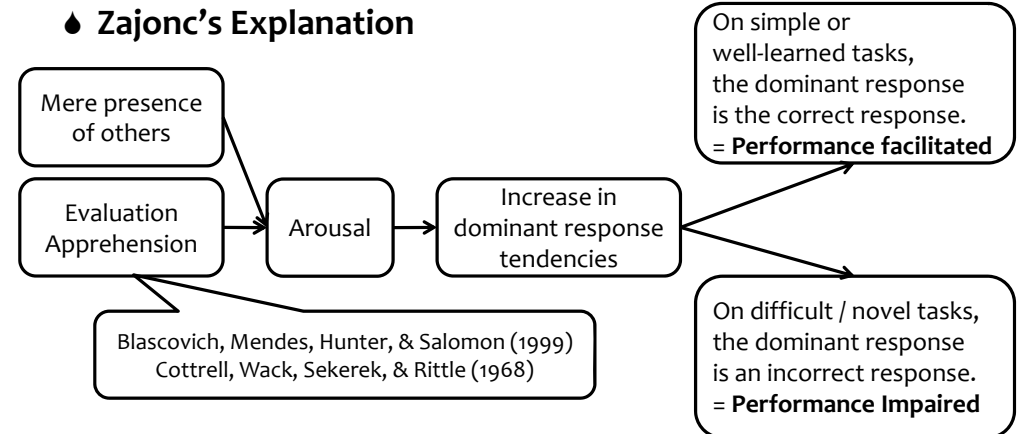 Zajonc’s Explanation
Mere presence
of others
Evaluation
Apprehension
Arousal
Increase in
dominant response
tendencies
On simple or
well-learned tasks,
the dominant response
is the correct response.
= Performance facilitated
On difficult / novel tasks,
the dominant response
is an incorrect response.
= Performance Impaired
Blascovich, Mendes, Hunter, & Salomon (1999)
Cottrell, Wack, Sekerek, & Rittle (1968)